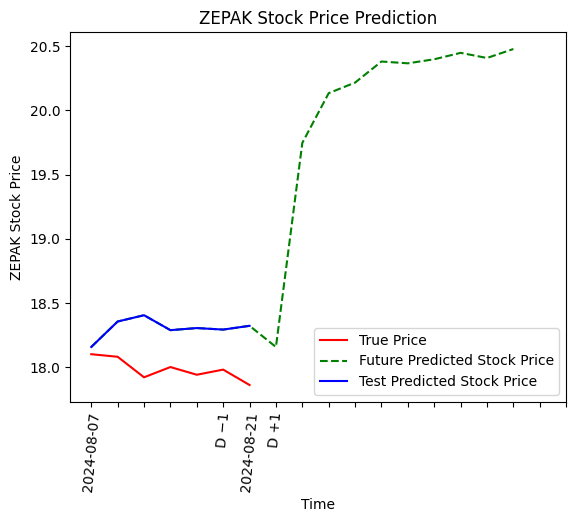 ZEPAK Stock Price Prediction
ZEPAK Stock Price
20.5
20.0
19.5
19.0
18.5
18.0
True Price
Future Predicted Stock Price
Test Predicted Stock Price
2024-08-07
D −1
2024-08-21
D +1
Time